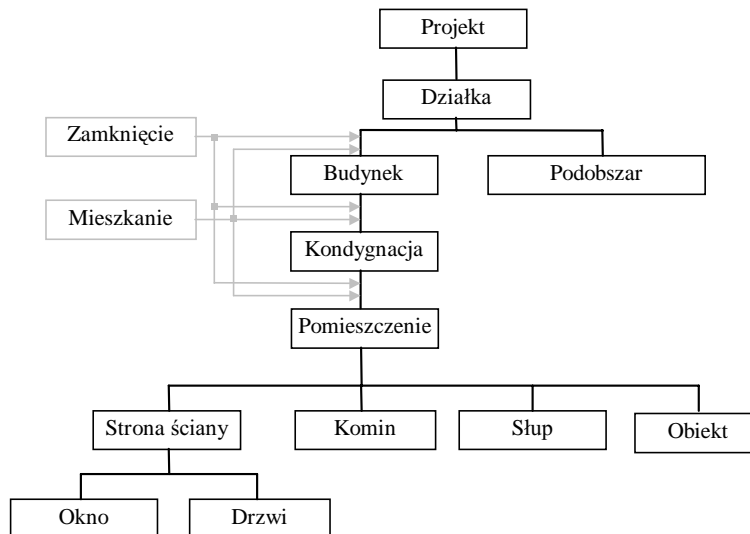 Projekt
Działka
Zamknięcie
Budynek
Podobszar
Mieszkanie
Kondygnacja
Pomieszczenie
Strona ściany
Komin
Słup
Obiekt
Okno
Drzwi